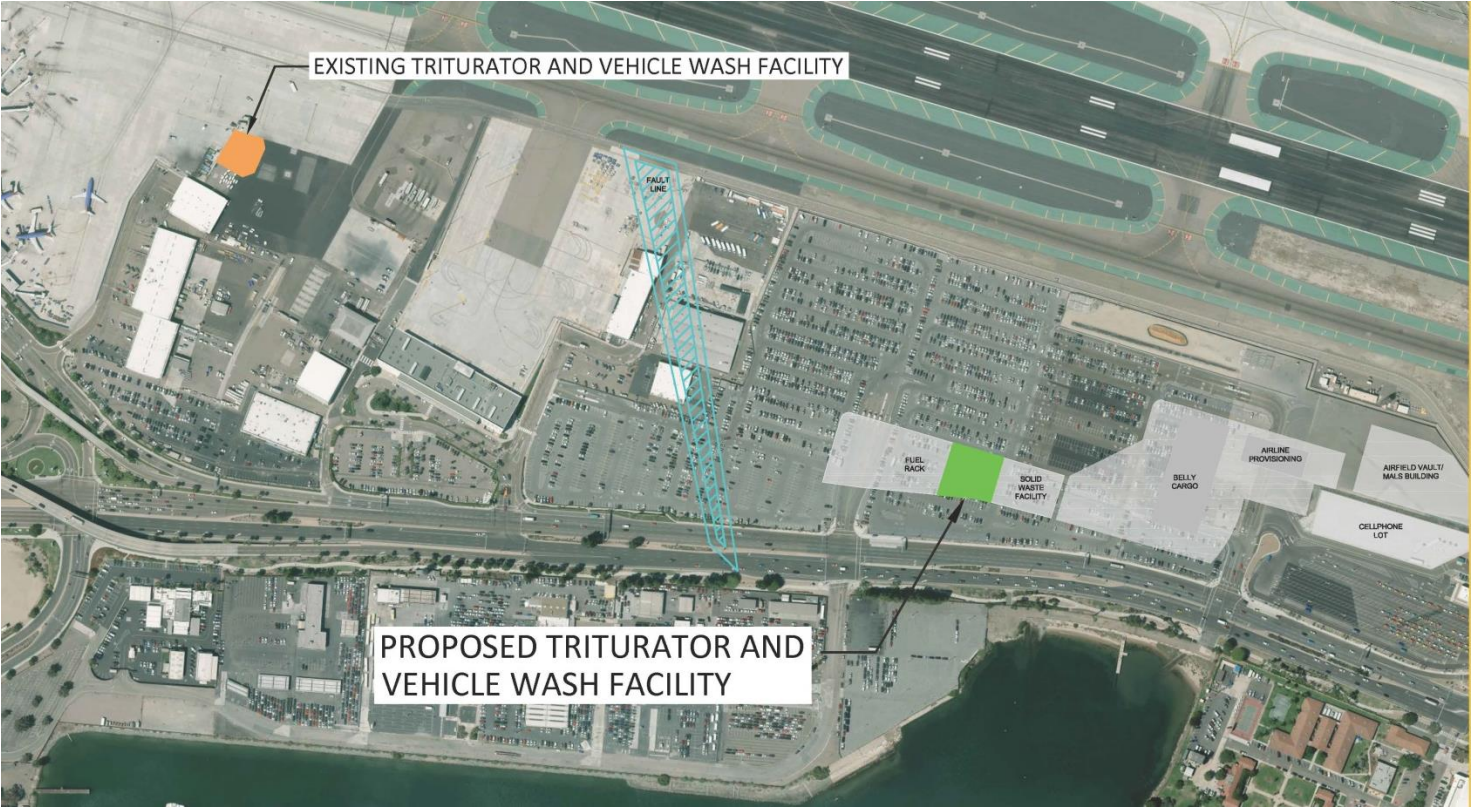 EXISTING TRITURATOR AND VEHICLE WASH FACILITY
FAULT
LINE
FUEL
RACK
SOLID
WASTE
FACILITY
BELLY
CARGO
AIRLINE
PROVISIONING
AIRFIELD VAULT/
MALS BUILDING
CELLPHONE
LOT
PROPOSED TRITURATOR AND
VEHICLE WASH FACILITY